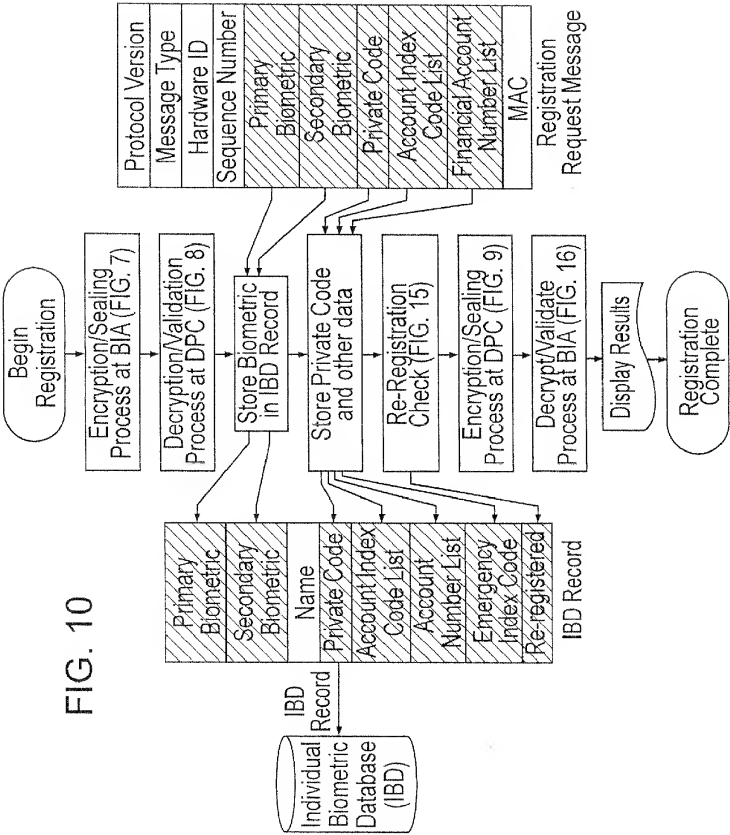 FIG. 10
Begin
Registration
Encryption/Sealing
Process at BIA (FIG. 7)
Decryption/Validation
Process at DPC (FIG. 8)
Store Biometric
in IBD Record
Store Private Code
and other data
Re-Registration
Check (FIG. 15)
Encryption/Sealing
Process at DPC (FIG. 9)
Decrypt/Validate
Process at BIA (FIG. 16)
Display Results
Registration
Complete
Protocol Version
Message Type
Hardware ID
Sequence Number
Primary
Biometric
Secondary
Biometric
Private Code
Account Index
Code List
Financial Account
Number List
MAC
Registration
Request Message
Primary
Biometric
Secondary
Biometric
Name
Private Code
Account Index
Code List
Account
Number List
Emergency
Index Code
Re-registered
IBD Record
IBD
Record
Individual
Biometric
Database
(IBD)